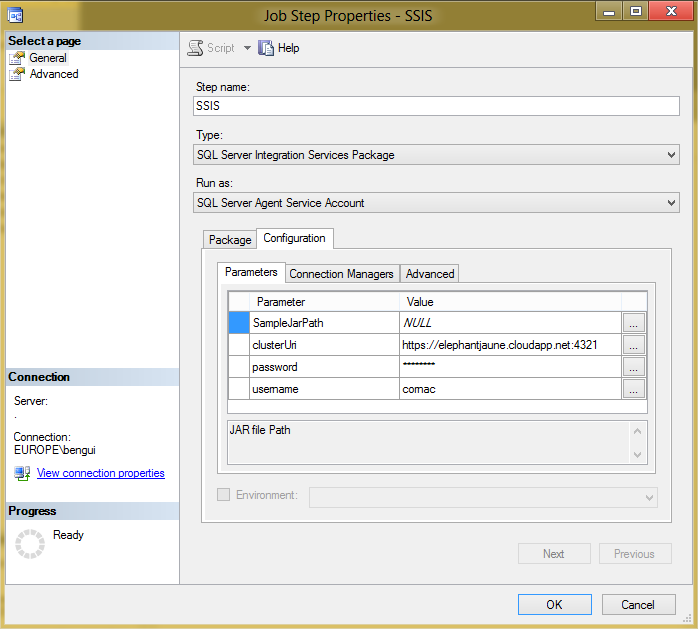 Job Step Properties - SSIS
Select a page
General
Advanced
Script
Help
Step name:
SSIS
Type:
SQL Server Integration Services Package
Run as:
SQL Server Agent Service Account
Package
Configuration
Parameters
Connection Managers
Advanced
Parameter Value
SampleJarPath NULL ...
clusterUri https://elephantjaune.cloudapp.net:4321 ...
password ******** ...
username comac ...
JAR file Path
Environment:
Connection
Server:
.
Connection:
EUROPE\bengui
View connection properties
Progress
Ready
Next
Previous
OK
Cancel